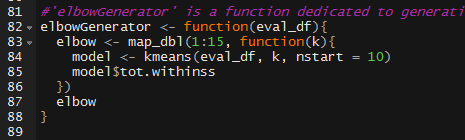 81 #'elbowGenerator' is a function dedicated to generati
82 elbowGenerator <- function(eval_df){
83 elbow <- map_dbl(1:15, function(k){
84 model <- kmeans(eval_df, k, nstart = 10)
85 model$tot.withinss
86 })
87 elbow
88 }
89